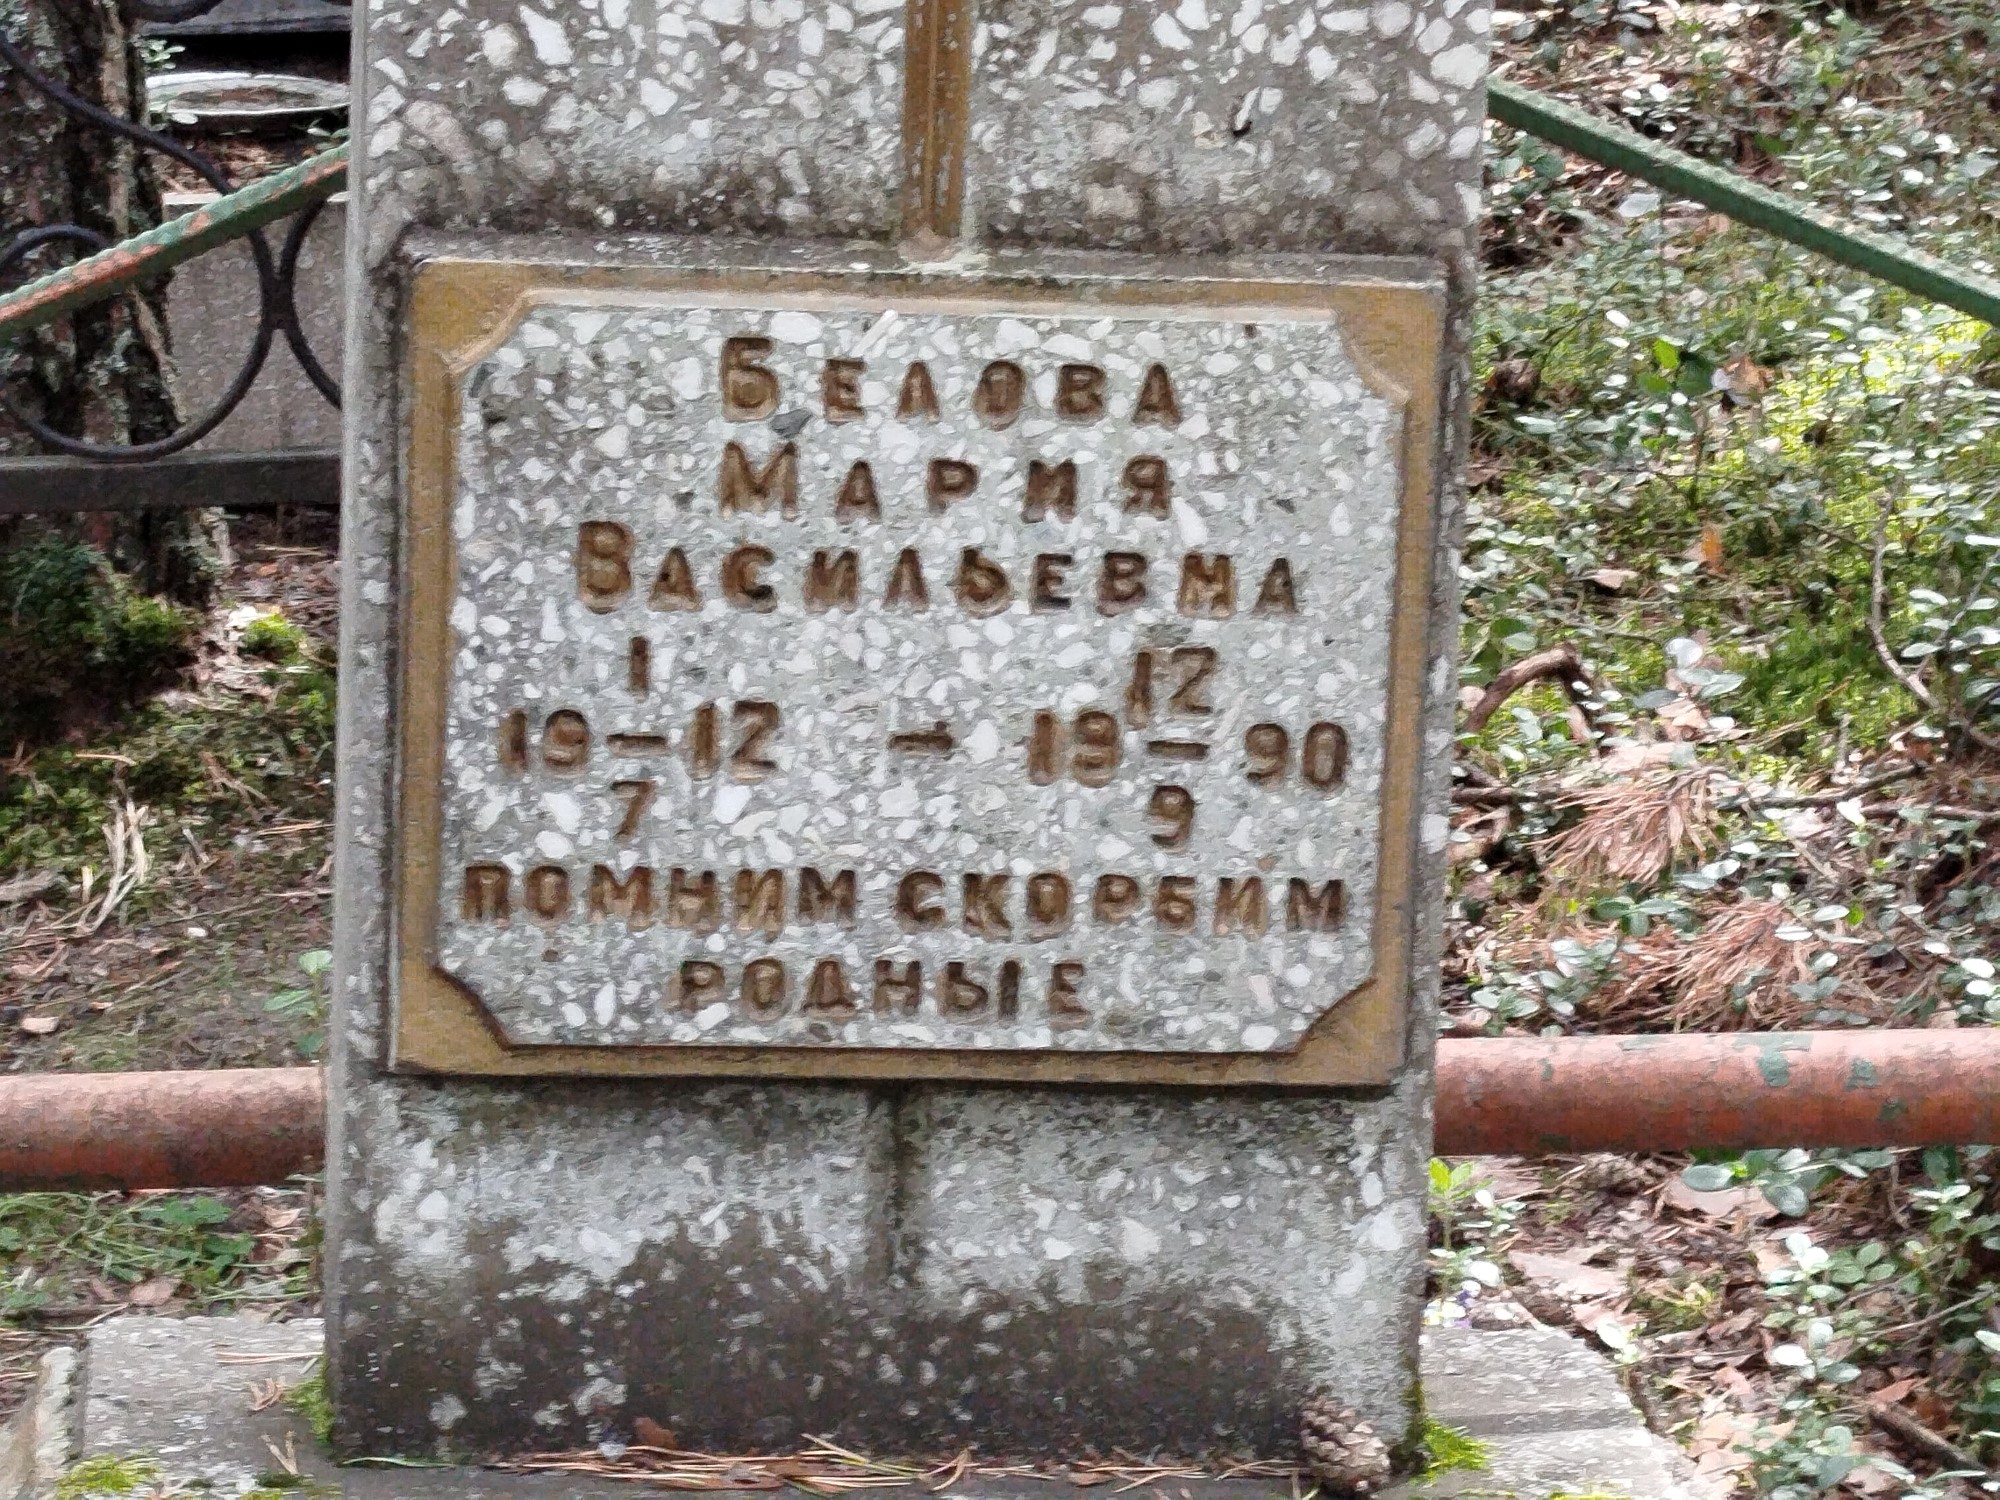 Белова
Мария
Васильевна
1 12
19—12 – 19—90
7 9
ПОМНИМ СКОРБИМ
РОДНЫЕ